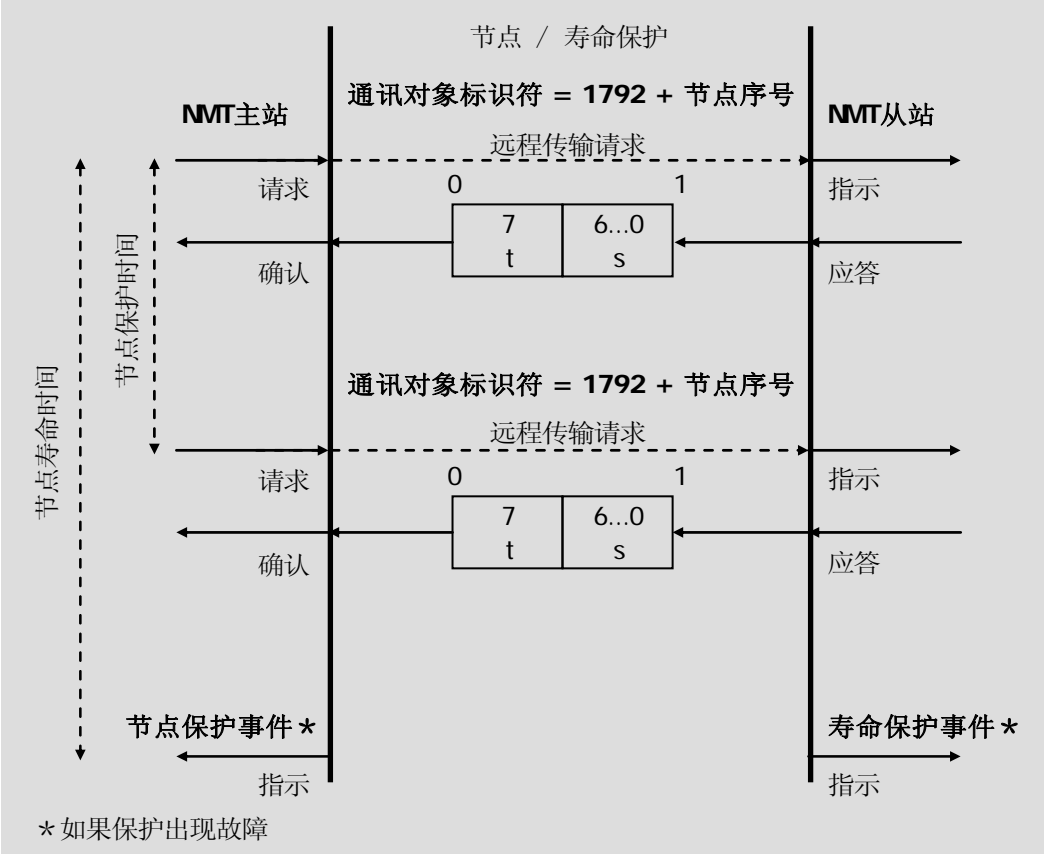 节点 / 寿命保护
通讯对象标识符 = 1792 + 节点序号
NMT主站
NMT从站
远程传输请求
请求
0
1
指示
7
6...0
t
s
确认
应答
节点保护时间
节点寿命时间
通讯对象标识符 = 1792 + 节点序号
远程传输请求
请求
0
1
指示
7
6...0
t
s
确认
应答
节点保护事件*
寿命保护事件*
指示
指示
*如果保护出现故障